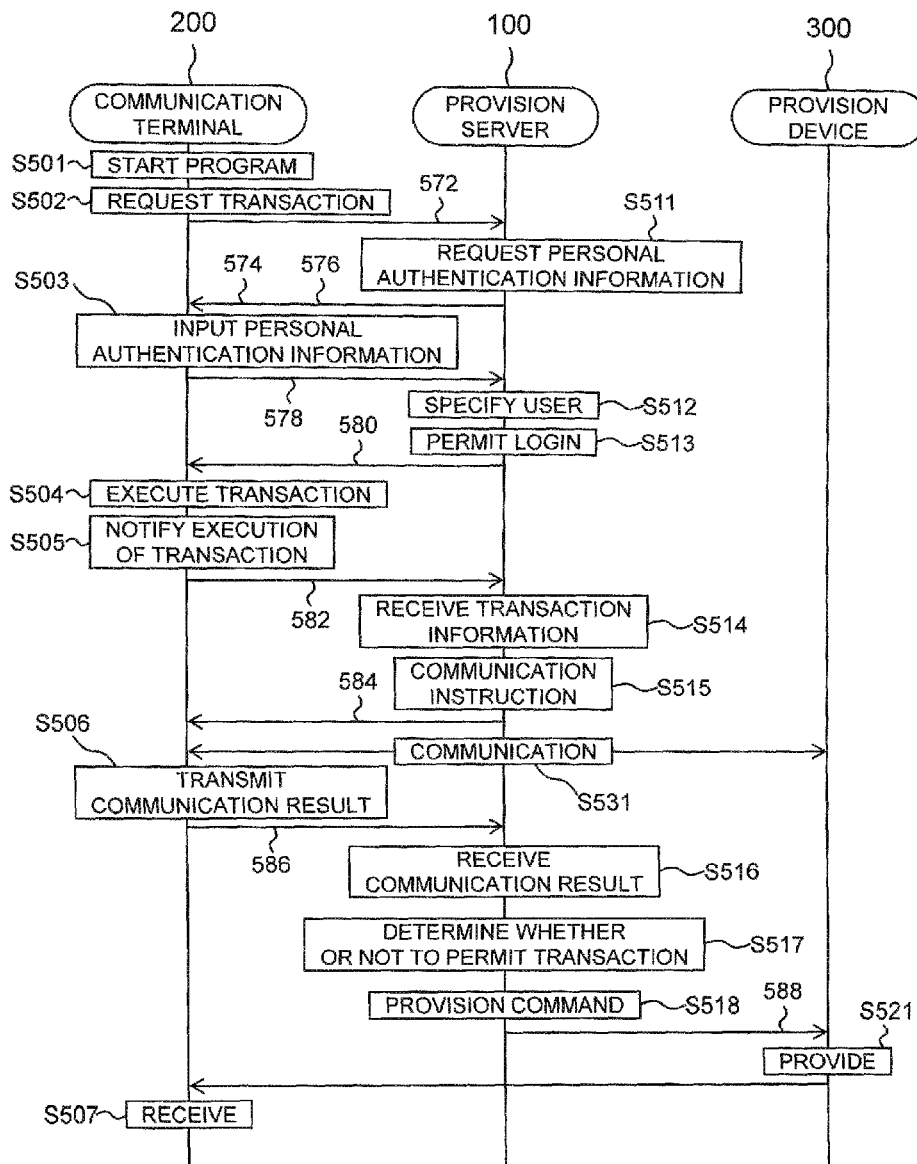 200
100
300
COMMUNICATION
TERMINAL
PROVISION
SERVER
PROVISION
DEVICE
S501
START PROGRAM
S502
REQUEST TRANSACTION
572
S511
REQUEST PERSONAL
AUTHENTICATION INFORMATION
S503
574
576
INPUT PERSONAL
AUTHENTICATION INFORMATION
578
SPECIFY USER
S512
580
PERMIT LOGIN
S513
S504
EXECUTE TRANSACTION
S505
NOTIFY EXECUTION
OF TRANSACTION
582
RECEIVE TRANSACTION
INFORMATION
S514
COMMUNICATION
INSTRUCTION
S515
584
S506
COMMUNICATION
S531
TRANSMIT
COMMUNICATION RESULT
586
RECEIVE
COMMUNICATION RESULT
S516
DETERMINE WHETHER
OR NOT TO PERMIT TRANSACTION
S517
PROVISION COMMAND
S518
588
S521
PROVIDE
S507
RECEIVE